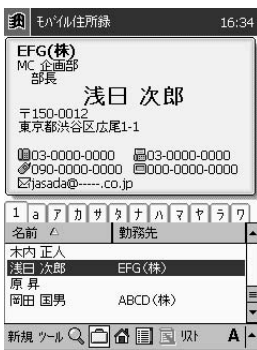 モバイル住所録 16:34
EFG(株)
MC 企画部
部長
浅田 次郎
〒150-0012
東京都渋谷区広尾1-1
03-0000-0000 03-0000-0000
090-0000-0000 000-0000-0000
jasada@-----.co.jp
1 a ア カ サ タ ナ ハ マ ヤ ラ ワ
名前 △ 勤務先
木内 正人
浅田 次郎 EFG(株)
原 昇
岡田 国男 ABCD(株)
新規 ツール リスト A